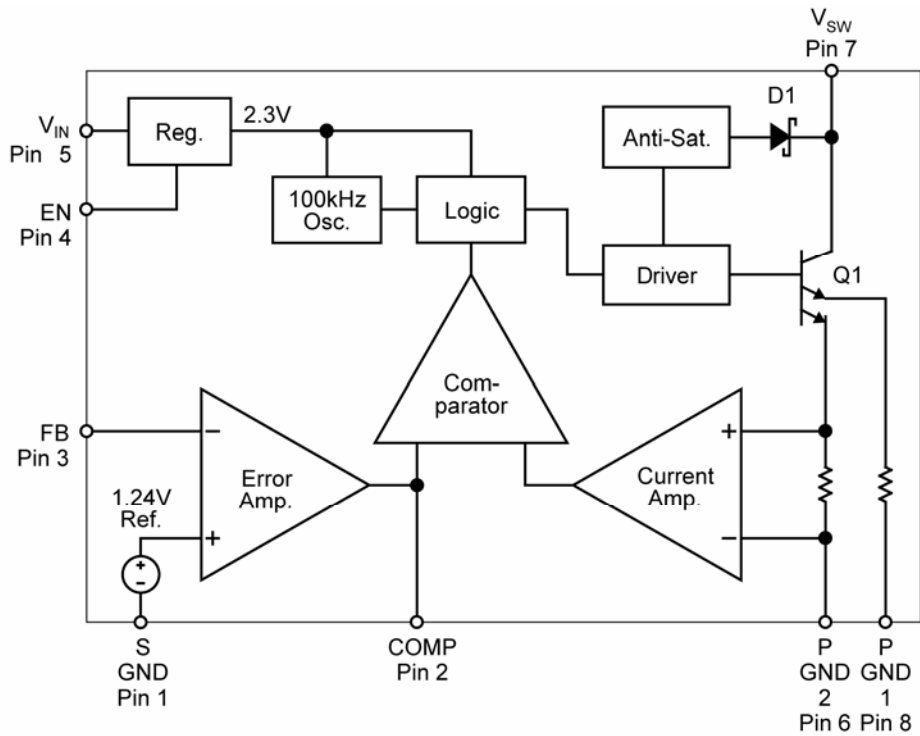 V_SW
Pin 7
D1
V_IN
Pin 5
Reg.
2.3V
Anti-Sat.
EN
Pin 4
100kHz
Osc.
Logic
Driver
Q1
Com-
parator
FB
Pin 3
−
Error
Amp.
+
1.24V
Ref.
+
−
+
Current
Amp.
−
S
GND
Pin 1
COMP
Pin 2
P
GND
2
Pin 6
P
GND
1
Pin 8